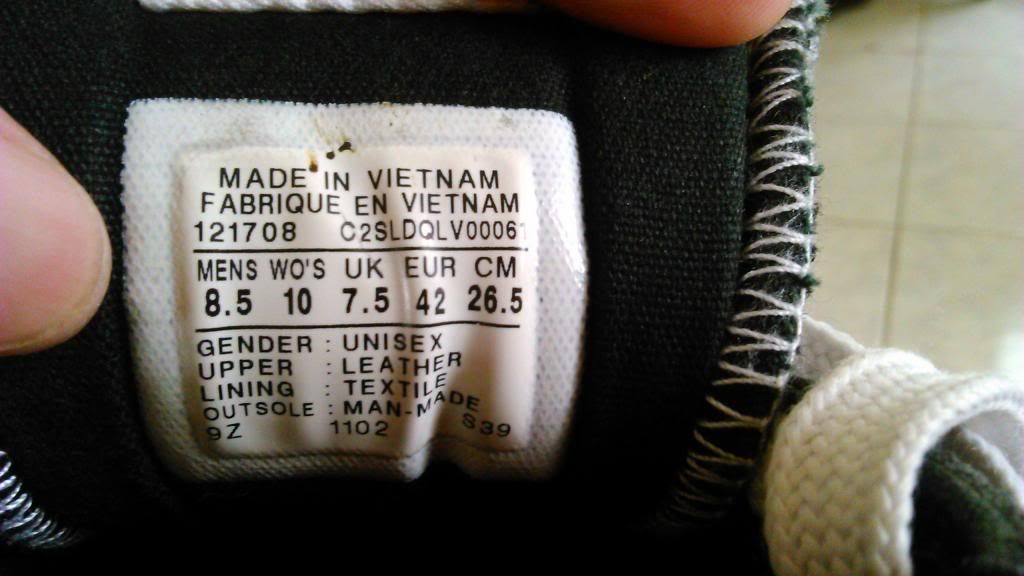 MADE IN VIETNAM
FABRIQUE EN VIETNAM
121708 C2SLDQLV00061
MENS WO'S UK EUR CM
8.5 10 7.5 42 26.5
GENDER : UNISEX
UPPER : LEATHER
LINING : TEXTILE
OUTSOLE : MAN-MADE
9Z 1102 S39